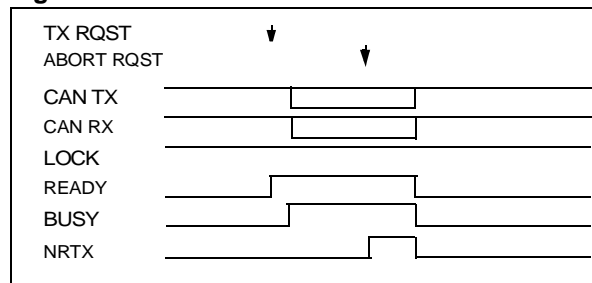 TX RQST
ABORT RQST
CAN TX
CAN RX
LOCK
READY
BUSY
NRTX